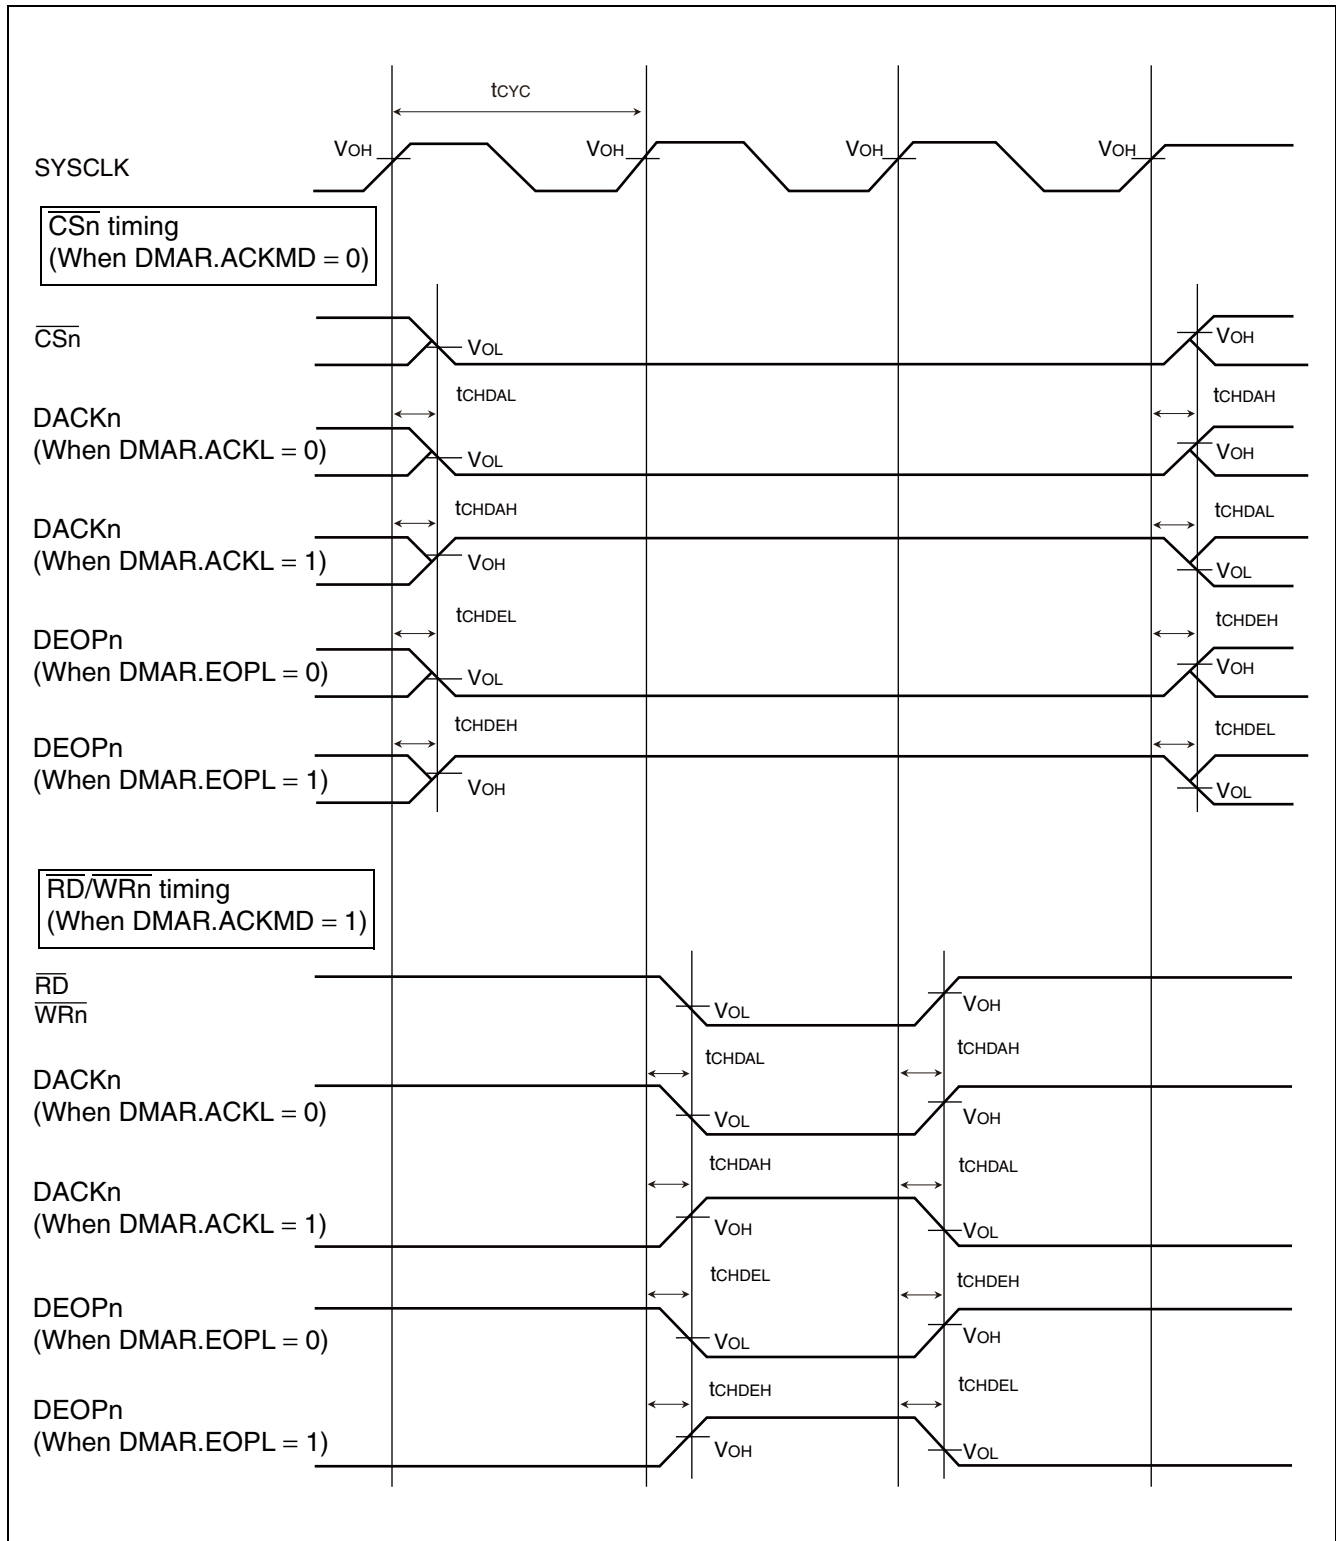 tCYC
VOH VOH VOH VOH
SYSCLK
CSn timing
(When DMAR.ACKMD = 0)
CSn
VOL VOH
tCHDAL tCHDAH
DACKn
(When DMAR.ACKL = 0)
VOL VOH
tCHDAH tCHDAL
DACKn
(When DMAR.ACKL = 1)
VOH VOL
tCHDEL tCHDEH
DEOPn
(When DMAR.EOPL = 0)
VOL VOH
tCHDEH tCHDEL
DEOPn
(When DMAR.EOPL = 1)
VOH VOL
RD/WRn timing
(When DMAR.ACKMD = 1)
RD
WRn
VOL VOH
tCHDAL tCHDAH
DACKn
(When DMAR.ACKL = 0)
VOL VOH
tCHDAH tCHDAL
DACKn
(When DMAR.ACKL = 1)
VOH VOL
tCHDEL tCHDEH
DEOPn
(When DMAR.EOPL = 0)
VOL VOH
tCHDEH tCHDEL
DEOPn
(When DMAR.EOPL = 1)
VOH VOL